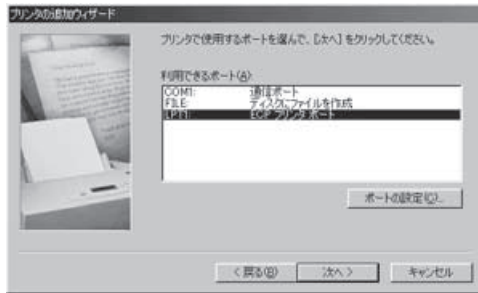 プリンタの追加ウィザード
プリンタで使用するポートを選んで、[次へ] をクリックしてください。
利用できるポート(A):
COM1: 通信ポート
FILE: ディスクにファイルを作成
LPT1: ECP プリンタ ポート
ポートの設定(C)...
< 戻る(B)
次へ >
キャンセル